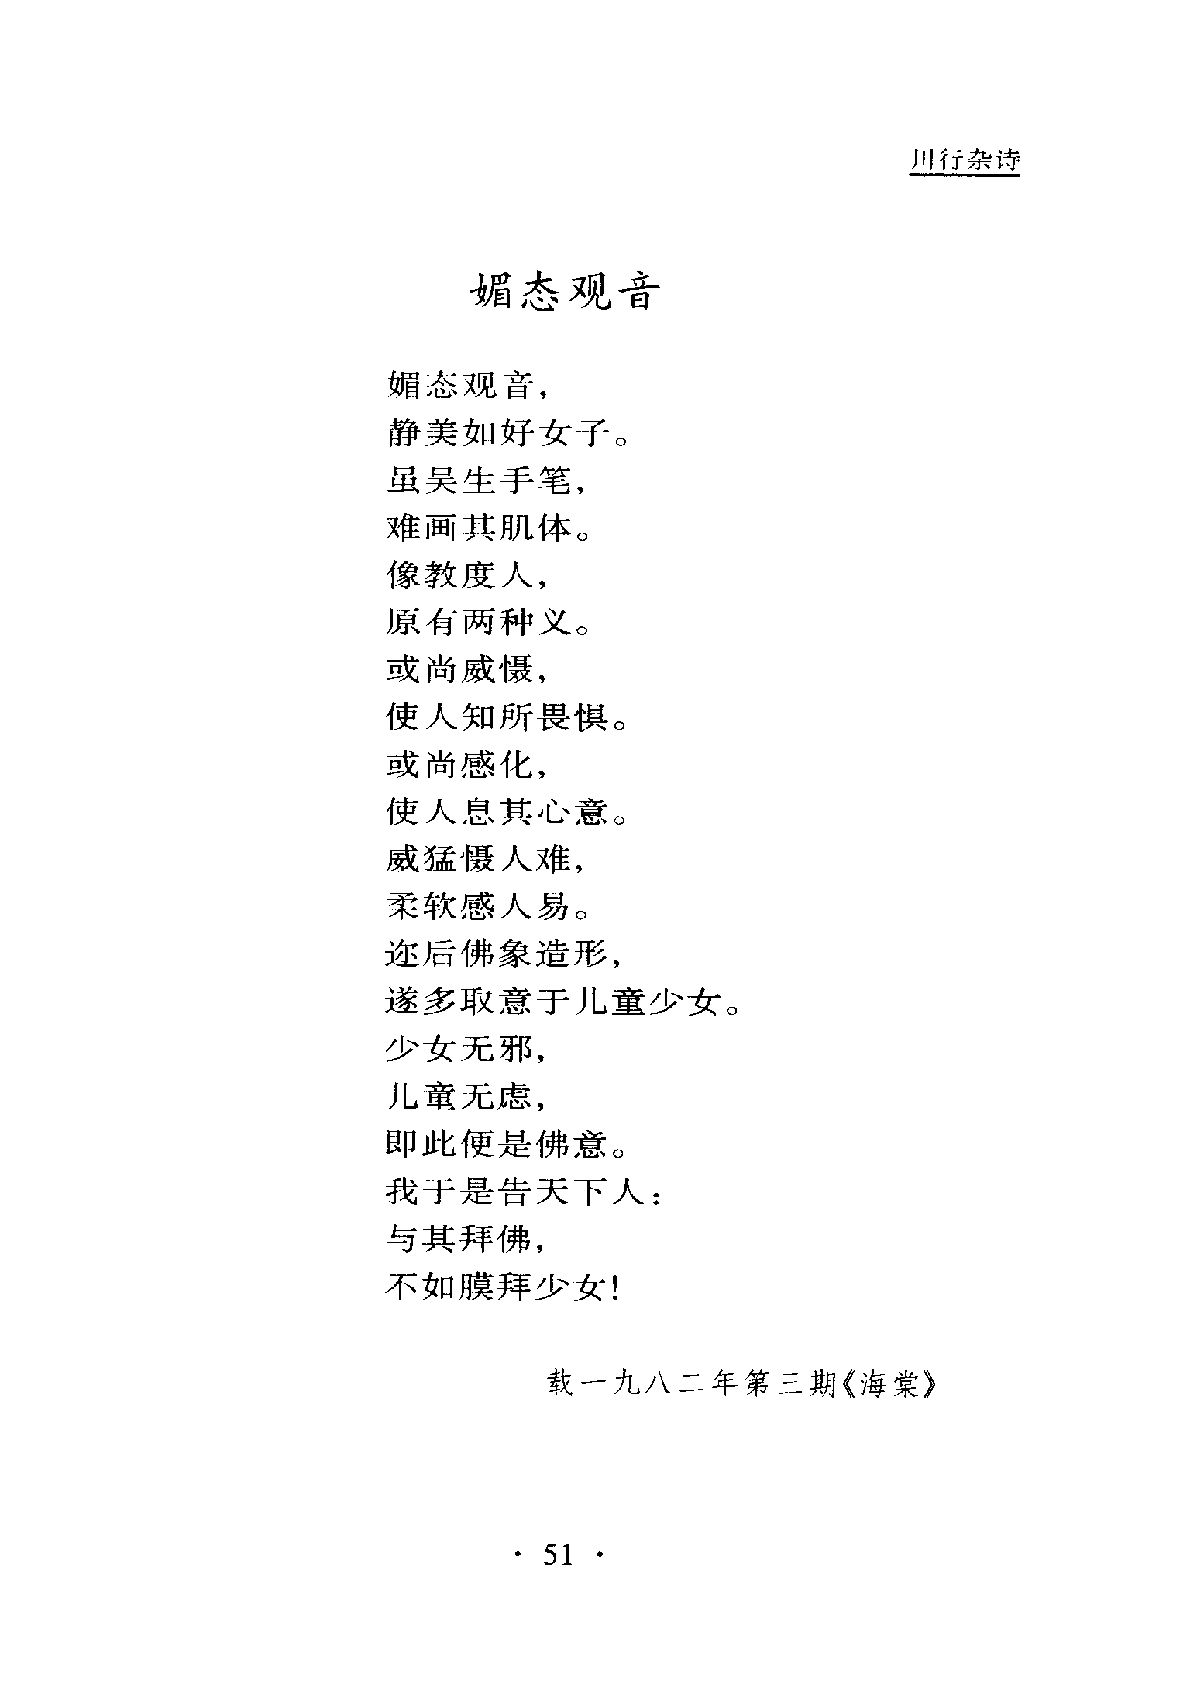 川行杂诗
媚态观音
媚态观音，
静美如好女子。
虽吴生手笔，
难画其肌体。
像教度人，
原有两种义。
或尚威慑，
使人知所畏惧。
或尚感化，
使人息其心意。
威猛慑人难，
柔软感人易。
迩后佛象造形，
遂多取意于儿童少女。
少女无邪，
儿童无虑，
即此便是佛意。
我于是告天下人：
与其拜佛，
不如膜拜少女！
载一九八二年第三期《海棠》
· 51 ·